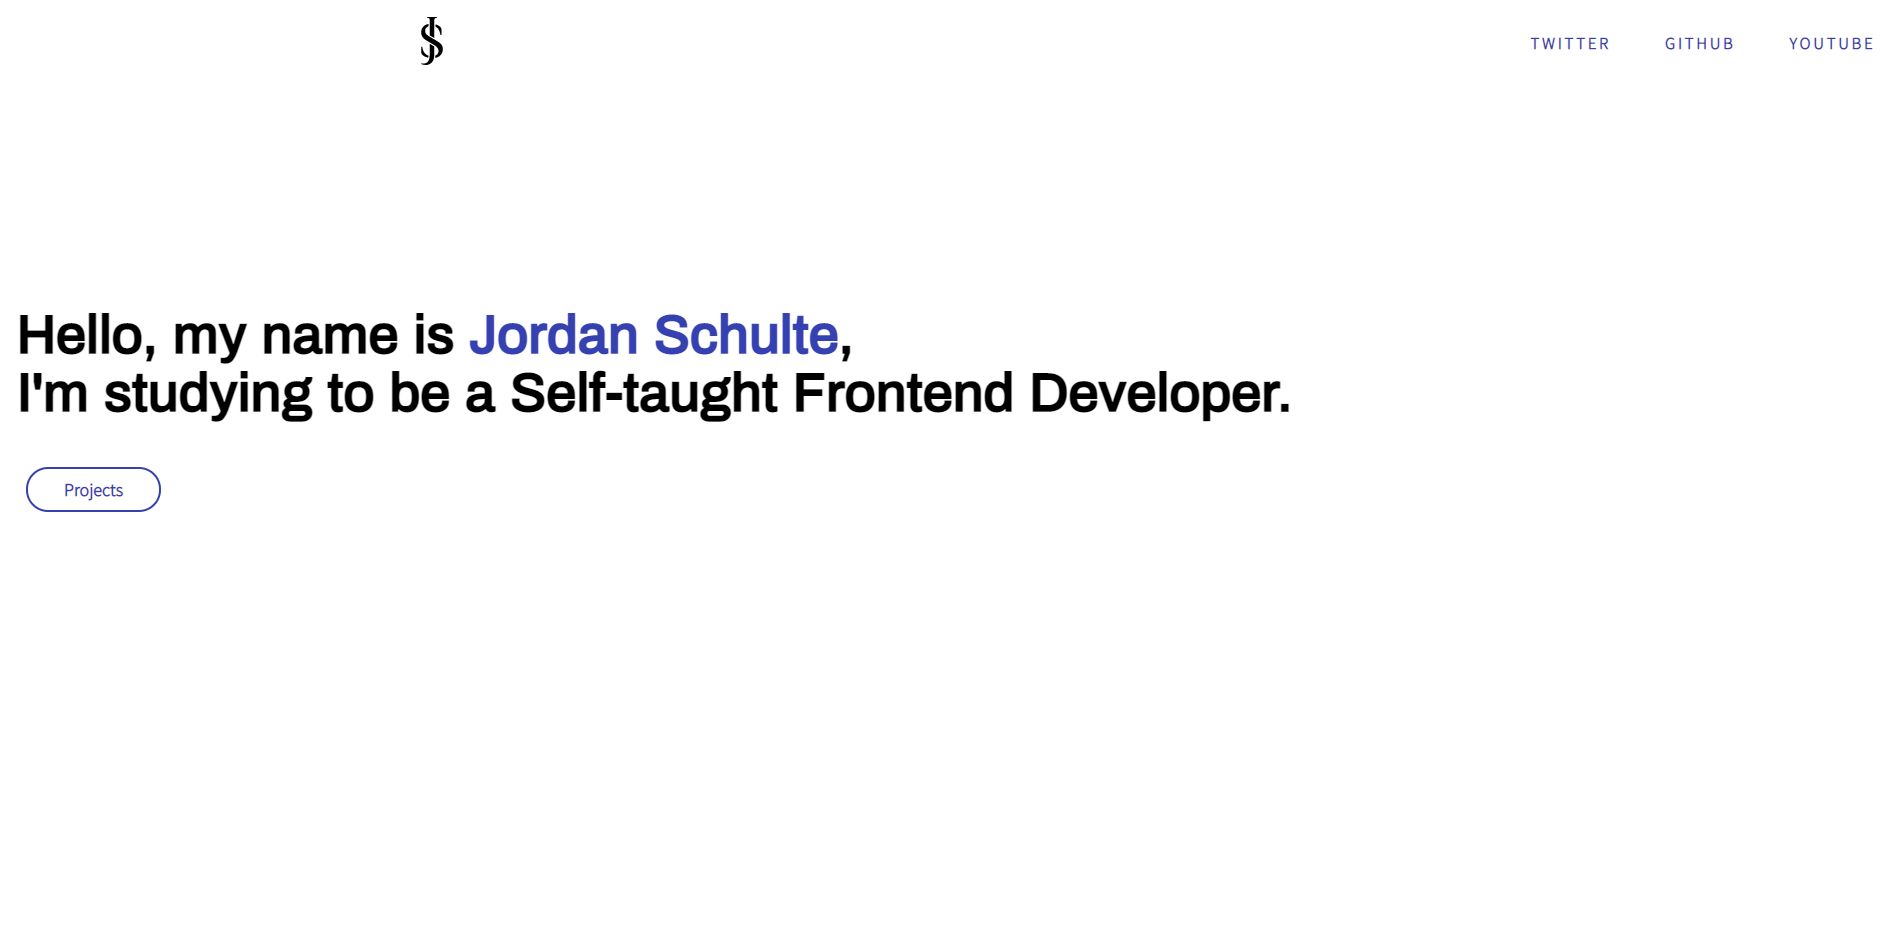 JS
TWITTER GITHUB YOUTUBE
Hello, my name is Jordan Schulte,
I'm studying to be a Self-taught Frontend Developer.
Projects